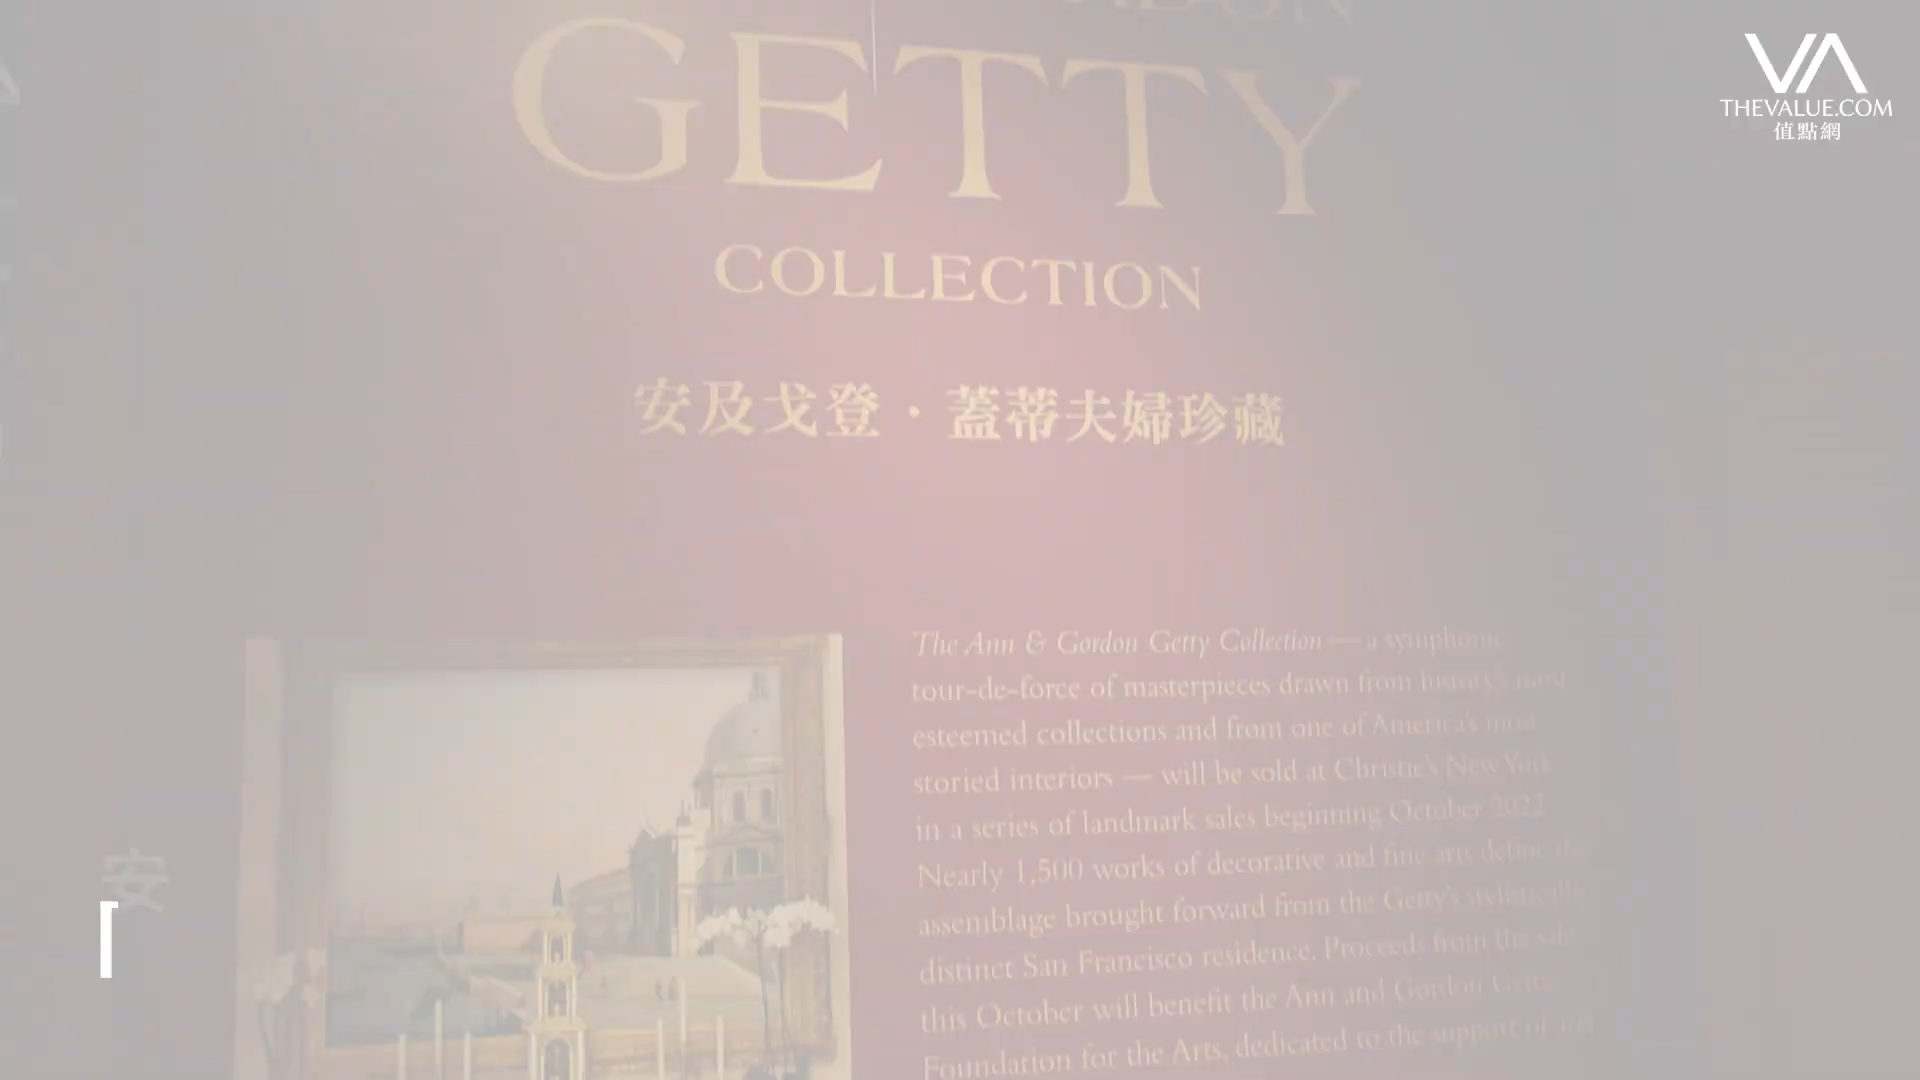 GETTY
COLLECTION
安及戈登·蓋蒂夫婦珍藏
The Ann & Gordon Getty Collection — a symphonic
tour-de-force of masterpieces drawn from history's most
esteemed collections and from one of America's most
storied interiors — will be sold at Christie's New York
in a series of landmark sales beginning October 2022
Nearly 1,500 works of decorative and fine arts define the
assemblage brought forward from the Getty's stylistically
distinct San Francisco residence. Proceeds from the sale
this October will benefit the Ann and Gordon Getty
Foundation for the Arts, dedicated to the support of
安
VA
THEVALUE.COM
值點網